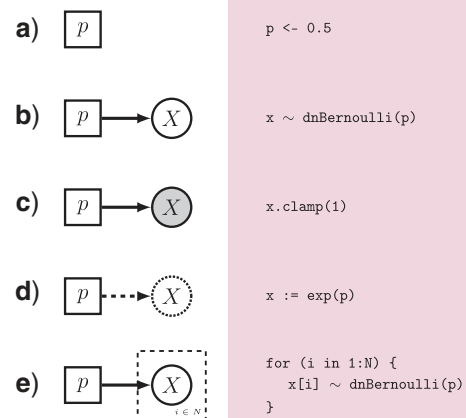 a) p p <- 0.5
b) p X x ~ dnBernoulli(p)
c) p X x.clamp(1)
d) p X x := exp(p)
e) p X i ∈ N for (i in 1:N) {
x[i] ~ dnBernoulli(p)
}